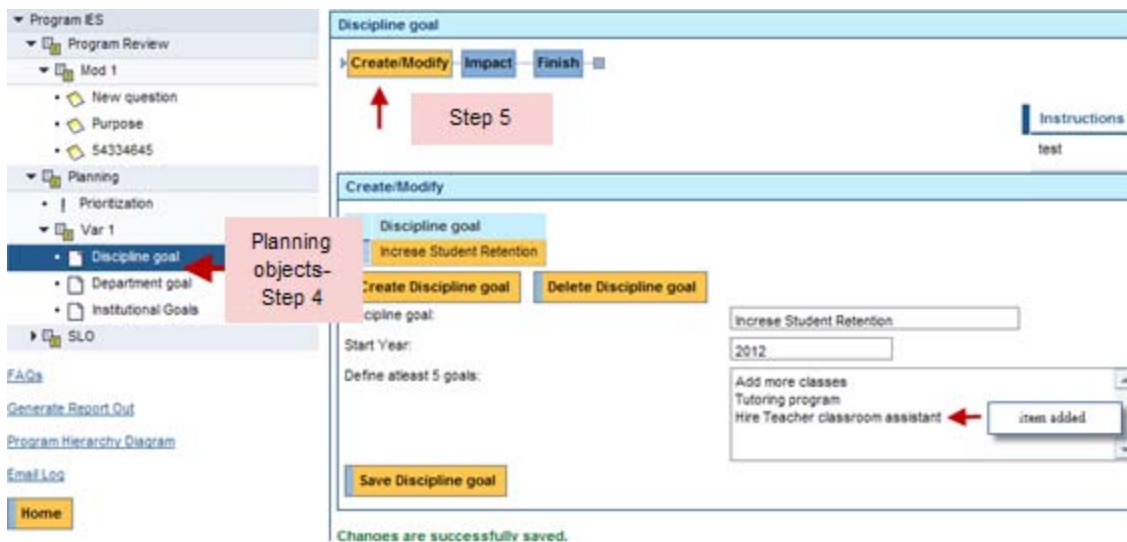 Program IES
Program Review
Mod 1
New question
Purpose
54334645
Planning
Prioritization
Var 1
Discipline goal
Department goal
Institutional Goals
SLO
FAQs
Generate Report Out
Program Hierarchy Diagram
Email Log
Home
Planning
objects-
Step 4
Discipline goal
Create/Modify Impact Finish
Step 5
Instructions
test
Create/Modify
Discipline goal
Increse Student Retention
Create Discipline goal Delete Discipline goal
cipline goal: Increse Student Retention
Start Year: 2012
Define atleast 5 goals: Add more classes
Tutoring program
Hire Teacher classroom assistant item added
Save Discipline goal
Changes are successfully saved.